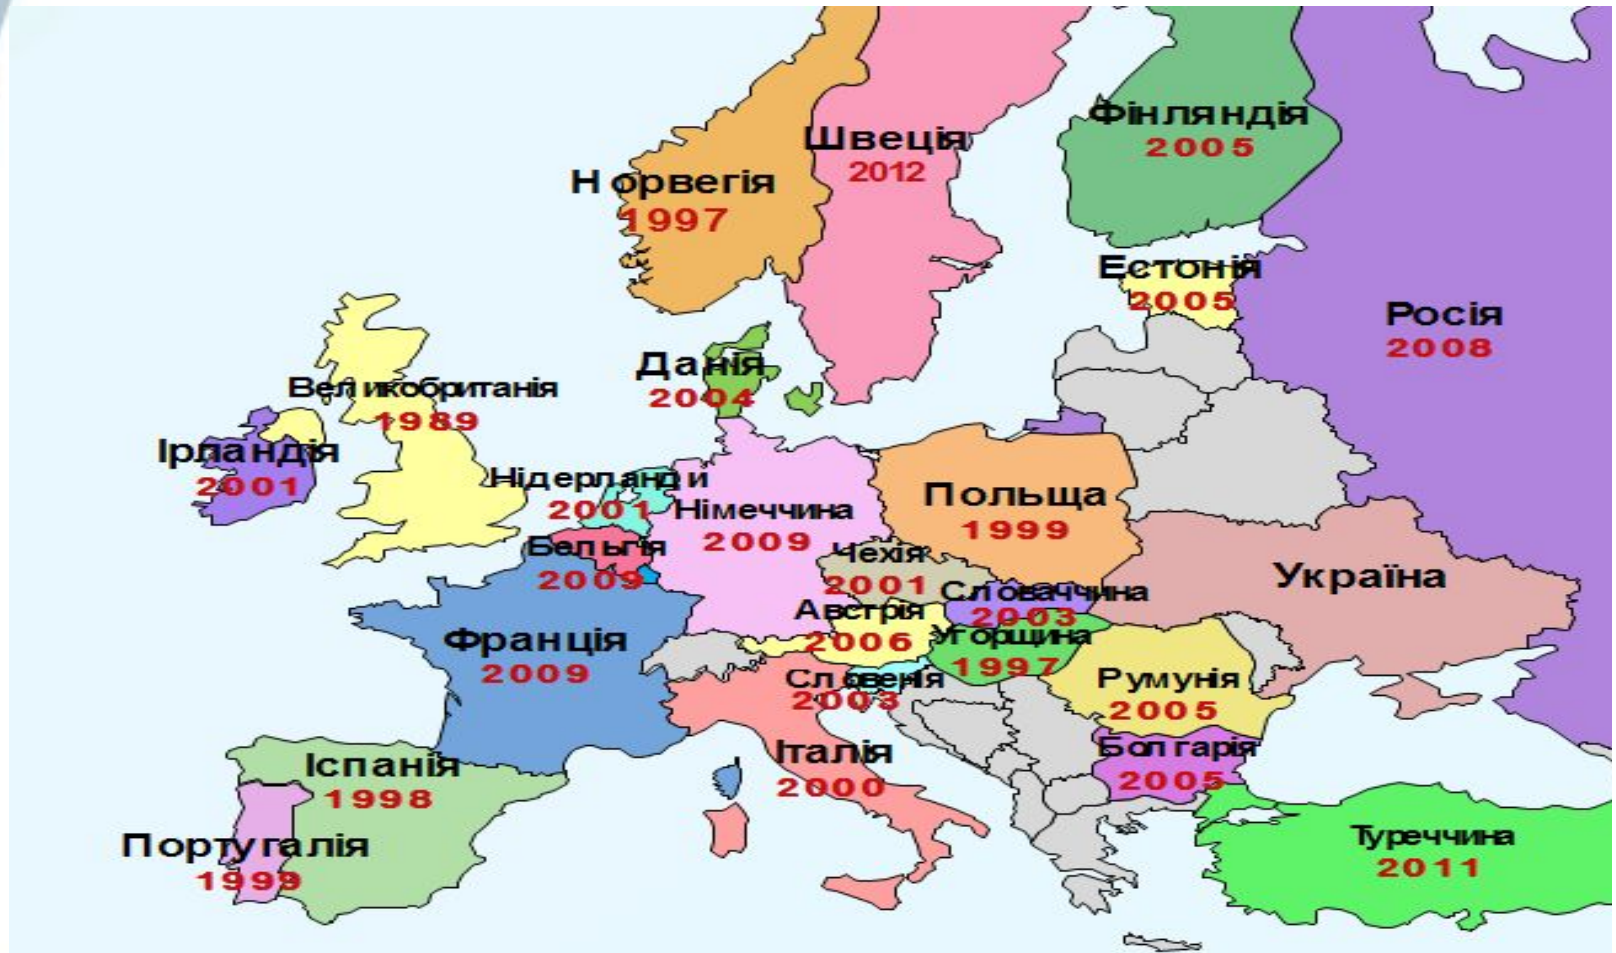 Фінляндія
2005
Швеція
2012
Норвегія
1997
Естонія
2005
Росія
2008
Данія
2004
Великобританія
1989
Ірландія
2001
Нідерланди
2001
Німеччина
2009
Польща
1999
Бельгія
2009
Чехія
2001
Україна
Словаччина
2003
Австрія
2006
Угорщина
1997
Франція
2009
Словенія
2003
Румунія
2005
Італія
2000
Болгарія
2005
Іспанія
1998
Португалія
1999
Туреччина
2011